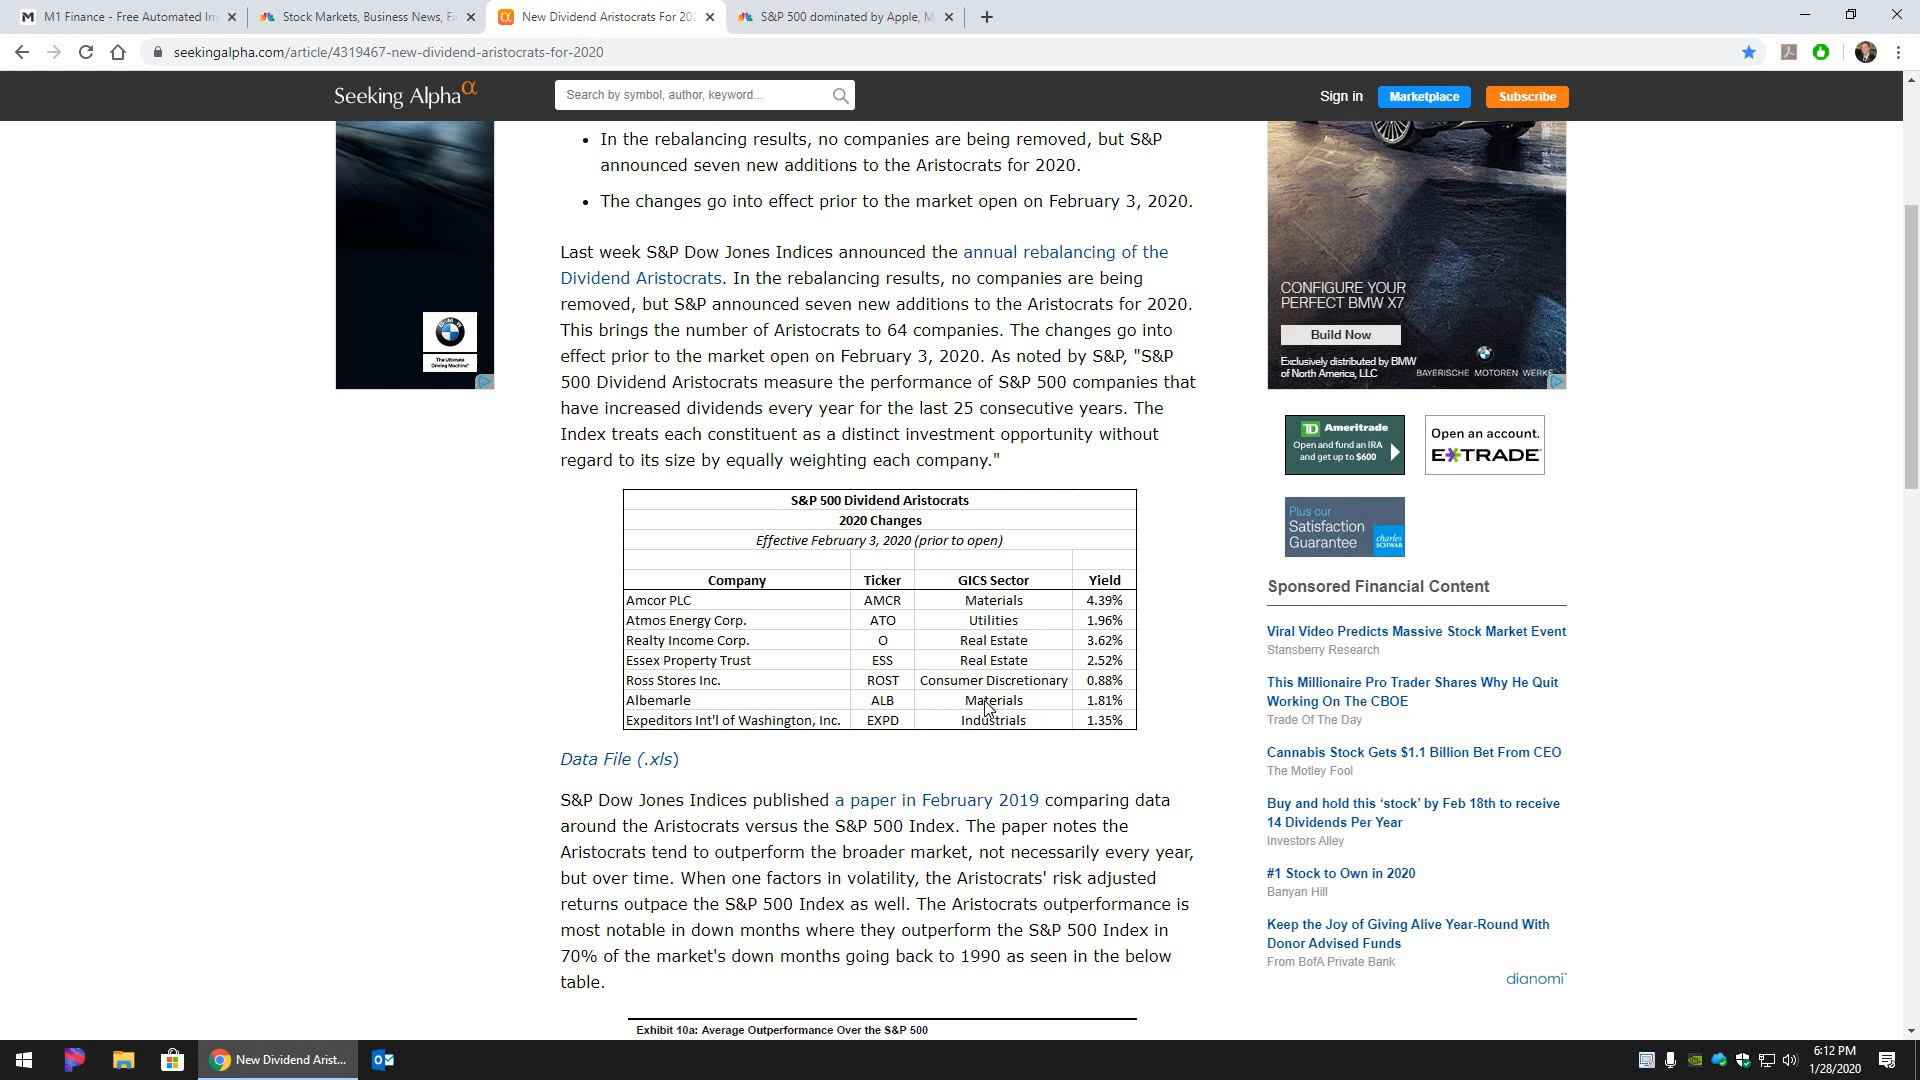 M1 Finance - Free Automated In
Stock Markets, Business News, Fi
New Dividend Aristocrats For 202
S&P 500 dominated by Apple, M
seekingalpha.com/article/4319467-new-dividend-aristocrats-for-2020
Seeking Alpha α
Search by symbol, author, keyword...
Sign in
Marketplace
Subscribe
• In the rebalancing results, no companies are being removed, but S&P
announced seven new additions to the Aristocrats for 2020.
• The changes go into effect prior to the market open on February 3, 2020.
Last week S&P Dow Jones Indices announced the annual rebalancing of the
Dividend Aristocrats. In the rebalancing results, no companies are being
removed, but S&P announced seven new additions to the Aristocrats for 2020.
This brings the number of Aristocrats to 64 companies. The changes go into
effect prior to the market open on February 3, 2020. As noted by S&P, "S&P
500 Dividend Aristocrats measure the performance of S&P 500 companies that
have increased dividends every year for the last 25 consecutive years. The
Index treats each constituent as a distinct investment opportunity without
regard to its size by equally weighting each company."
S&P 500 Dividend Aristocrats
2020 Changes
Effective February 3, 2020 (prior to open)
Company Ticker GICS Sector Yield
Amcor PLC AMCR Materials 4.39%
Atmos Energy Corp. ATO Utilities 1.96%
Realty Income Corp. O Real Estate 3.62%
Essex Property Trust ESS Real Estate 2.52%
Ross Stores Inc. ROST Consumer Discretionary 0.88%
Albemarle ALB Materials 1.81%
Expeditors Int'l of Washington, Inc. EXPD Industrials 1.35%
Data File (.xls)
S&P Dow Jones Indices published a paper in February 2019 comparing data
around the Aristocrats versus the S&P 500 Index. The paper notes the
Aristocrats tend to outperform the broader market, not necessarily every year,
but over time. When one factors in volatility, the Aristocrats' risk adjusted
returns outpace the S&P 500 Index as well. The Aristocrats outperformance is
most notable in down months where they outperform the S&P 500 Index in
70% of the market's down months going back to 1990 as seen in the below
table.
Exhibit 10a: Average Outperformance Over the S&P 500
BMW
The Ultimate
Driving Machine®
CONFIGURE YOUR
PERFECT BMW X7
Build Now
Exclusively distributed by BMW
of North America, LLC
BAYERISCHE MOTOREN WERKE
TD Ameritrade
Open and fund an IRA
and get up to $600
Open an account.
E*TRADE
Plus our
Satisfaction
Guarantee
charles
SCHWAB
Sponsored Financial Content
Viral Video Predicts Massive Stock Market Event
Stansberry Research
This Millionaire Pro Trader Shares Why He Quit
Working On The CBOE
Trade Of The Day
Cannabis Stock Gets $1.1 Billion Bet From CEO
The Motley Fool
Buy and hold this ‘stock’ by Feb 18th to receive
14 Dividends Per Year
Investors Alley
#1 Stock to Own in 2020
Banyan Hill
Keep the Joy of Giving Alive Year-Round With
Donor Advised Funds
From BofA Private Bank
dianomi
New Dividend Arist...
6:12 PM
1/28/2020